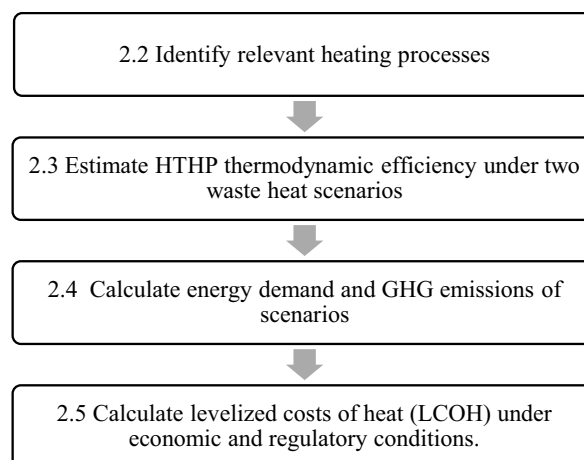 2.2 Identify relevant heating processes
2.3 Estimate HTHP thermodynamic efficiency under two
waste heat scenarios
2.4 Calculate energy demand and GHG emissions of
scenarios
2.5 Calculate levelized costs of heat (LCOH) under
economic and regulatory conditions.